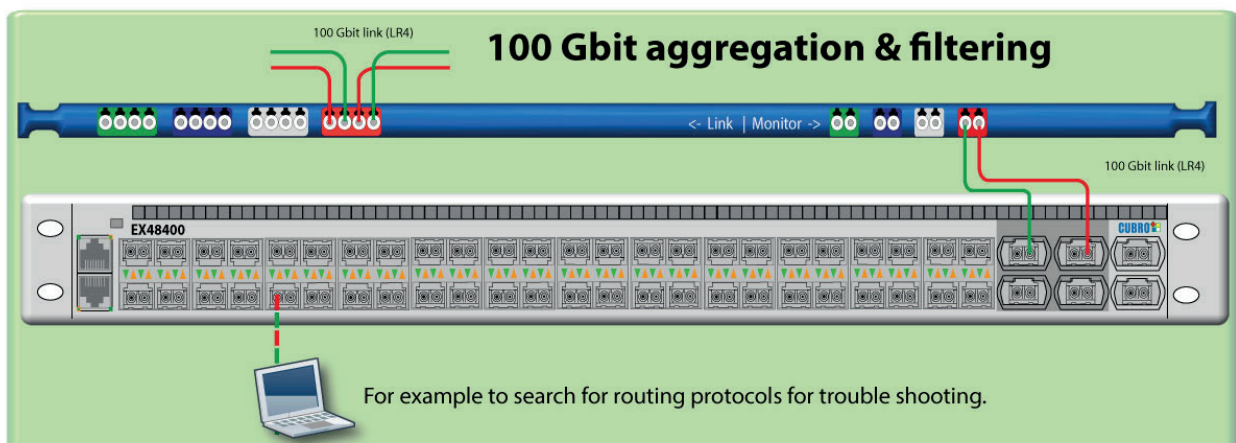 100 Gbit link (LR4)
100 Gbit aggregation & filtering
<- Link | Monitor ->
100 Gbit link (LR4)
EX48400
CUBRO
For example to search for routing protocols for trouble shooting.